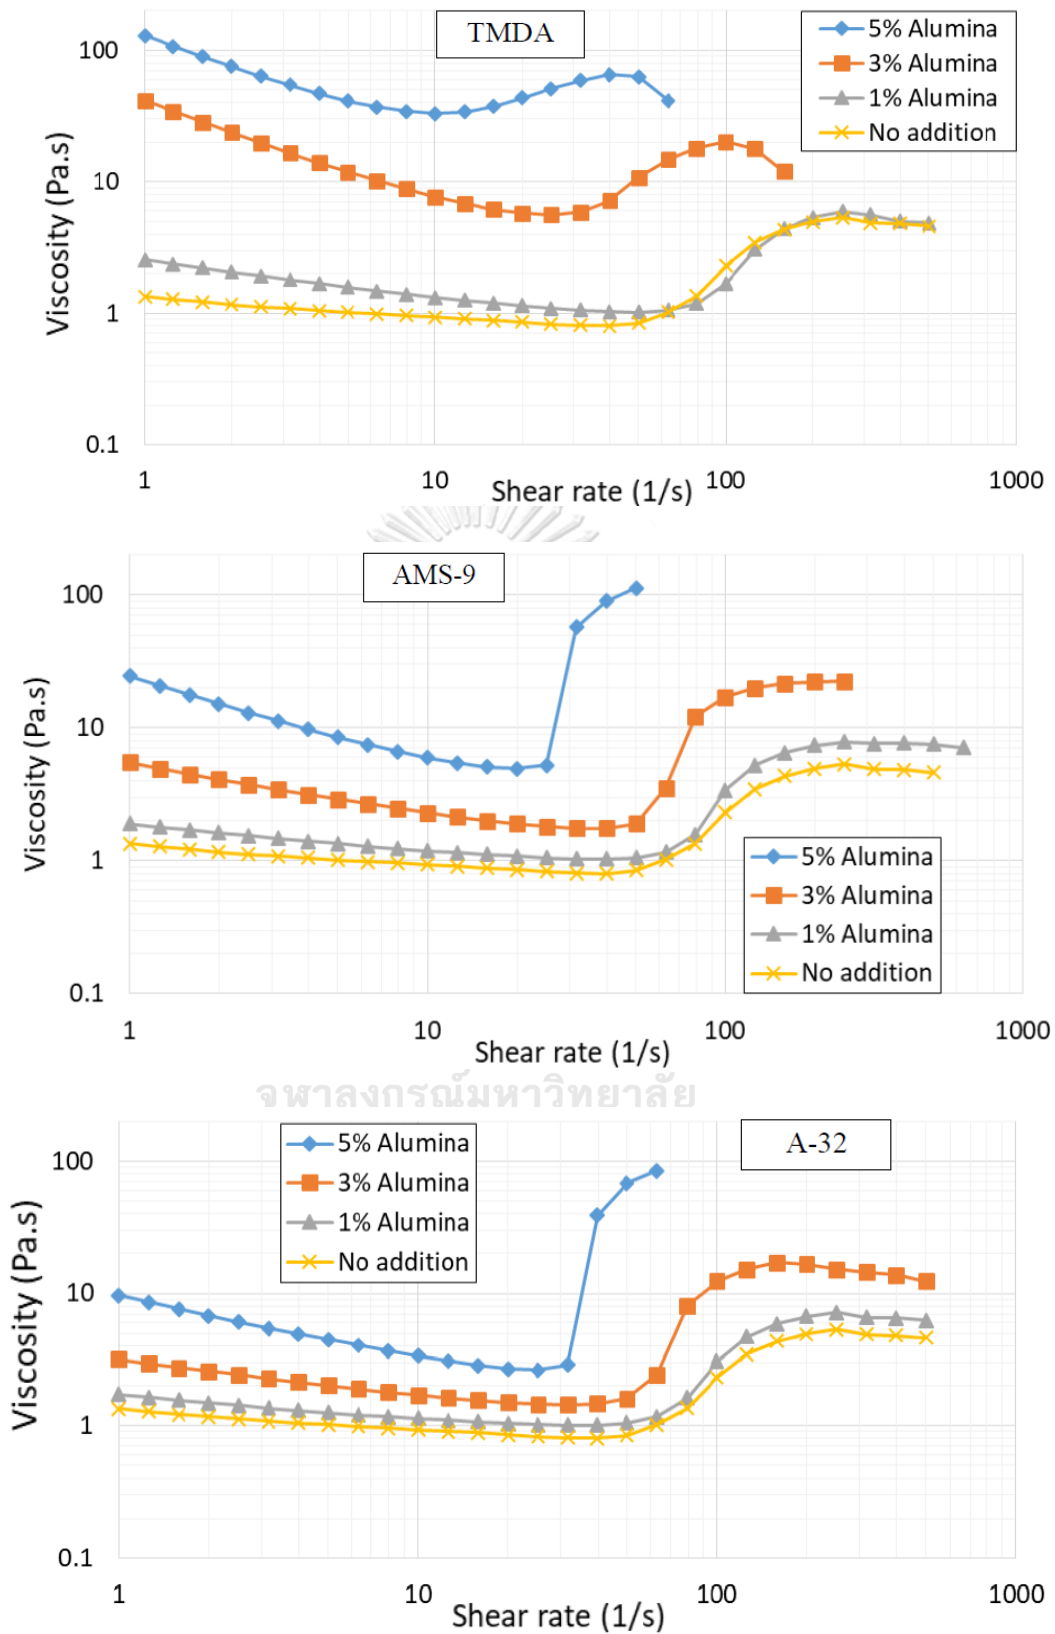 TMDA
5% Alumina
3% Alumina
1% Alumina
No addition
Viscosity (Pa.s)
100
10
1
0.1
1 10 100 1000
Shear rate (1/s)
AMS-9
Viscosity (Pa.s)
100
10
1
0.1
5% Alumina
3% Alumina
1% Alumina
No addition
1 10 100 1000
Shear rate (1/s)
จุฬาลงกรณ์มหาวิทยาลัย
5% Alumina
3% Alumina
1% Alumina
No addition
A-32
Viscosity (Pa.s)
100
10
1
0.1
1 10 100 1000
Shear rate (1/s)